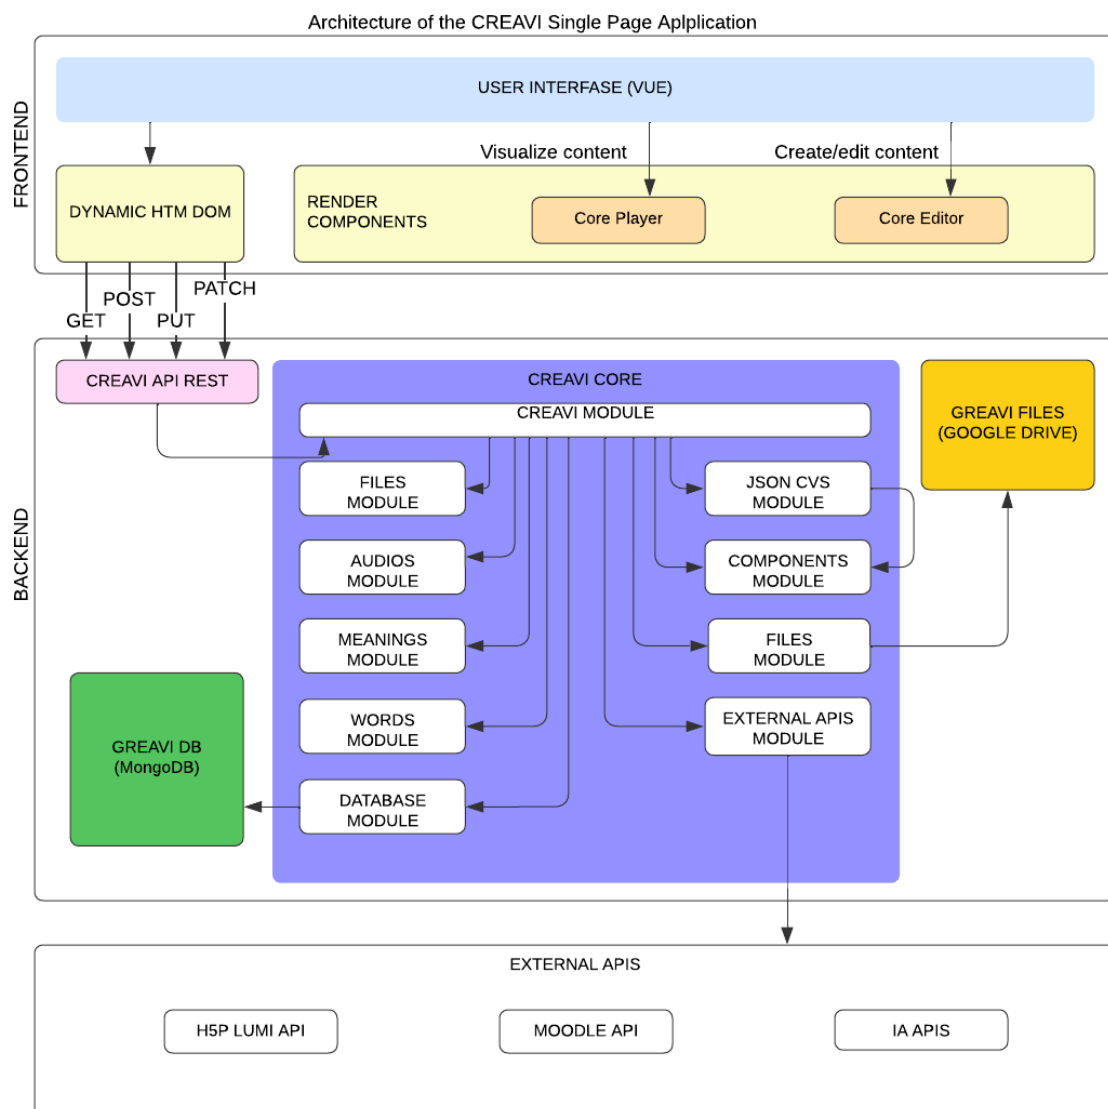 Architecture of the CREAVI Single Page Aplplication
FRONTEND
USER INTERFASE (VUE)
Visualize content
Create/edit content
DYNAMIC HTM DOM
RENDER
COMPONENTS
Core Player
Core Editor
GET
POST
PUT
PATCH
BACKEND
CREAVI API REST
CREAVI CORE
CREAVI MODULE
FILES
MODULE
AUDIOS
MODULE
MEANINGS
MODULE
WORDS
MODULE
DATABASE
MODULE
JSON CVS
MODULE
COMPONENTS
MODULE
FILES
MODULE
EXTERNAL APIS
MODULE
GREAVI FILES
(GOOGLE DRIVE)
GREAVI DB
(MongoDB)
EXTERNAL APIS
H5P LUMI API
MOODLE API
IA APIS